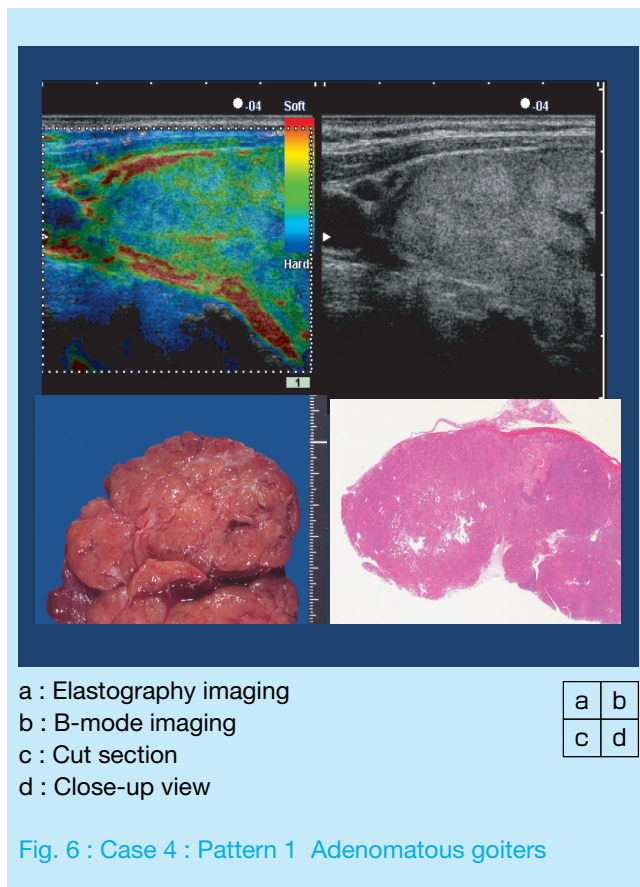 -04 Soft -04
Hard
1
a : Elastography imaging
b : B-mode imaging
c : Cut section
d : Close-up view
a b
c d
Fig. 6 : Case 4 : Pattern 1 Adenomatous goiters